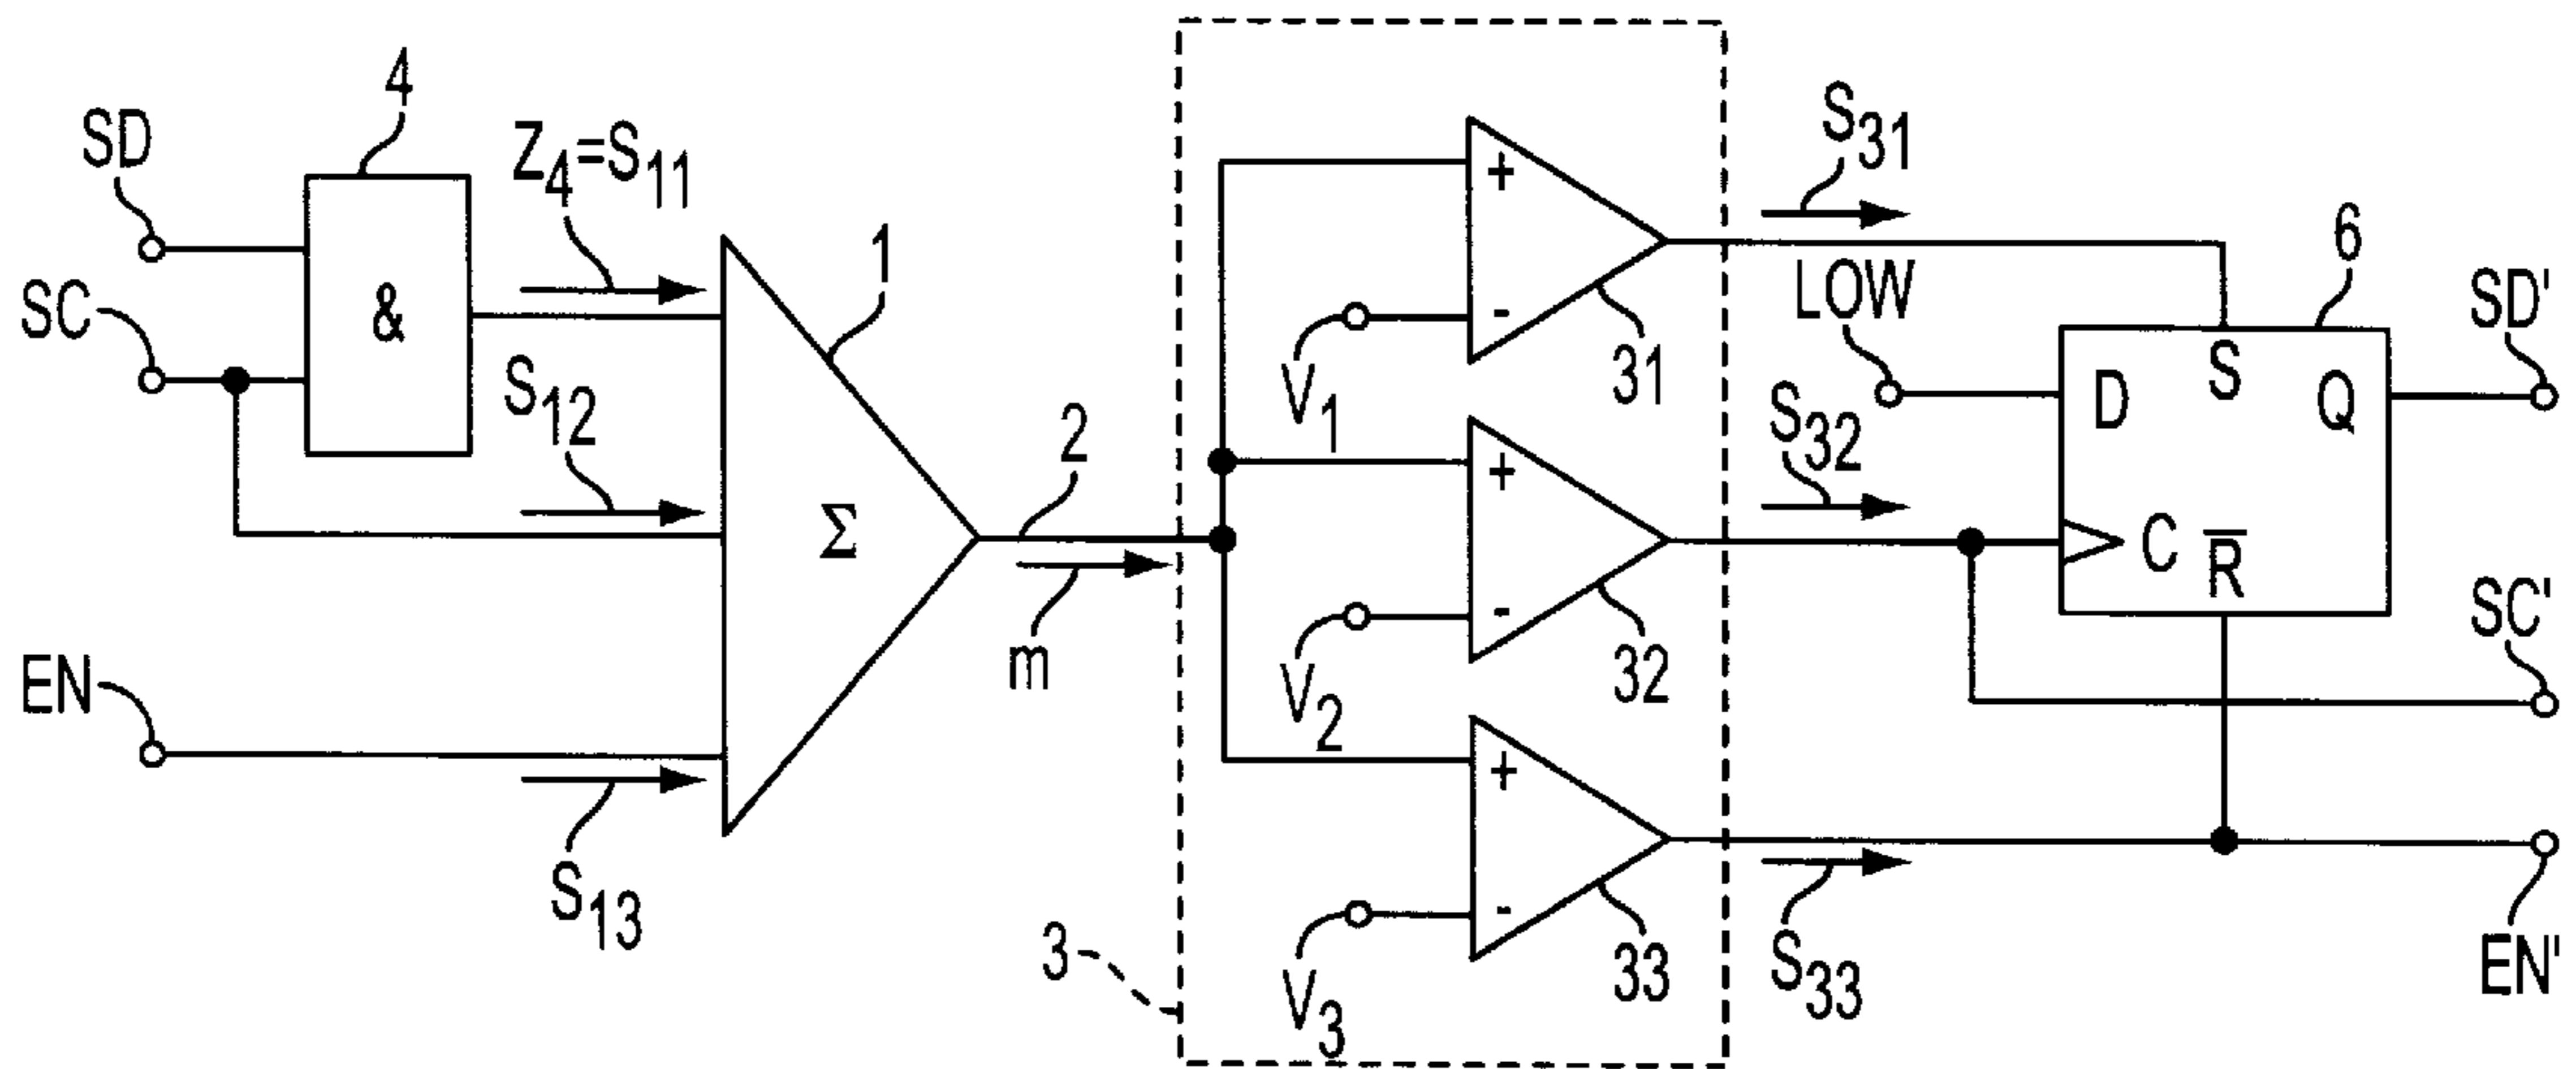 4
SD
Z4=S11
SC
&
S12
1
Σ
EN
S13
2
m
3
+
-
V1
31
+
-
V2
32
+
-
V3
33
S31
LOW
S32
S33
6
D
S
Q
C
R̅
SD'
SC'
EN'